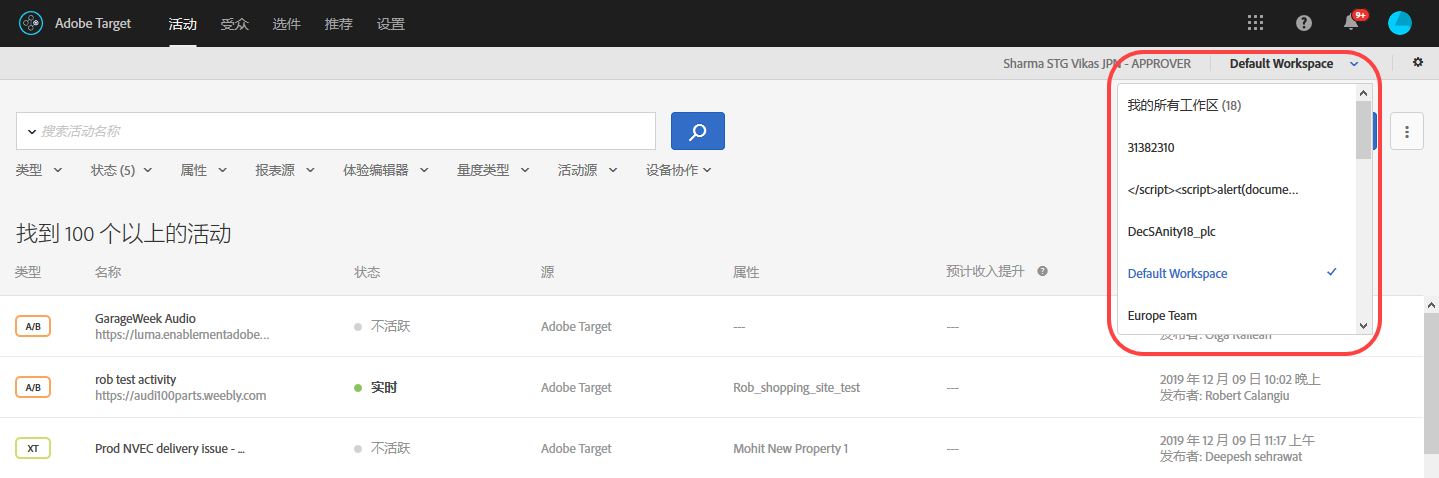 Adobe Target 活动 受众 选件 推荐 设置
9+
Sharma STG Vikas JPN - APPROVER Default Workspace
我的所有工作区 (18)
31382310
</script><script>alert(docume...
DecSAnity18_plc
Default Workspace
Europe Team
搜索活动名称
类型 状态 (5) 属性 报表源 体验编辑器 量度类型 活动源 设备协作
找到 100 个以上的活动
类型 名称 状态 源 属性 预计收入提升
A/B GarageWeek Audio 不活跃 Adobe Target --- ---
https://luma.enablementadobe...
发布者: Olga Railean
A/B rob test activity 实时 Adobe Target Rob_shopping_site_test --- 2019 年 12 月 09 日 10:02 晚上
https://audi100parts.weebly.com 发布者: Robert Calangiu
XT Prod NVEC delivery issue - ... 不活跃 Adobe Target Mohit New Property 1 --- 2019 年 12 月 09 日 11:17 上午
发布者: Deepesh sehrawat